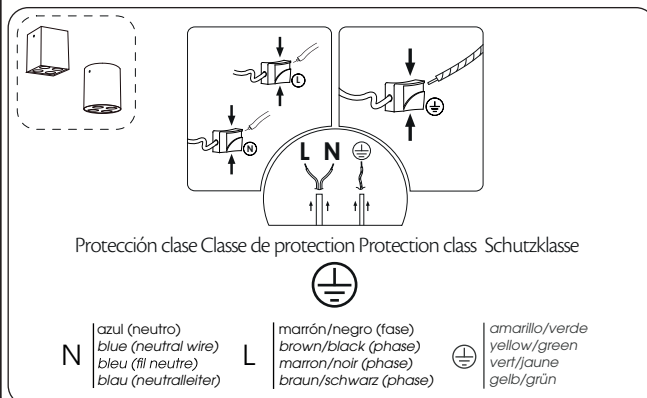 L
N
L N
Protección clase Classe de protection Protection class Schutzklasse
N
azul (neutro)
blue (neutral wire)
bleu (fil neutre)
blau (neutralleiter)
L
marrón/negro (fase)
brown/black (phase)
marron/noir (phase)
braun/schwarz (phase)
amarillo/verde
yellow/green
vert/jaune
gelb/grün